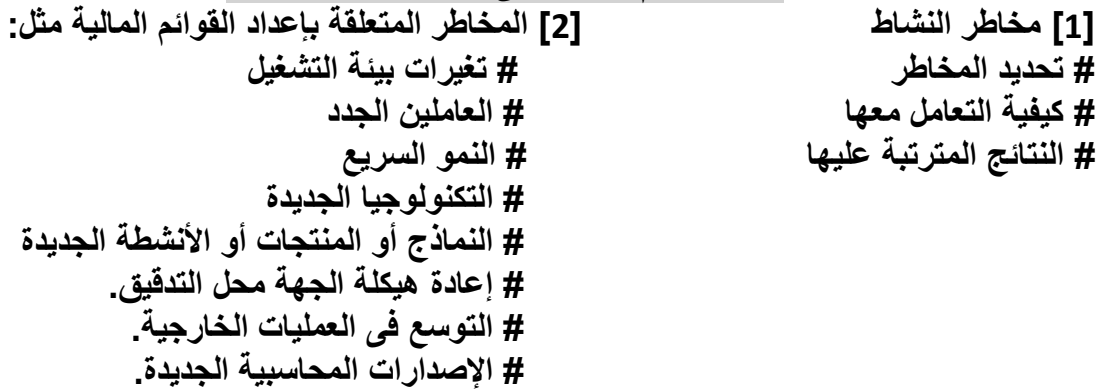 [1] مخاطر النشاط
# تحديد المخاطر
# كيفية التعامل معها
# النتائج المترتبة عليها
[2] المخاطر المتعلقة بإعداد القوائم المالية مثل:
# تغيرات بيئة التشغيل
# العاملين الجدد
# النمو السريع
# التكنولوجيا الجديدة
# النماذج أو المنتجات أو الأنشطة الجديدة
# إعادة هيكلة الجهة محل التدقيق.
# التوسع فى العمليات الخارجية.
# الإصدارات المحاسبية الجديدة.